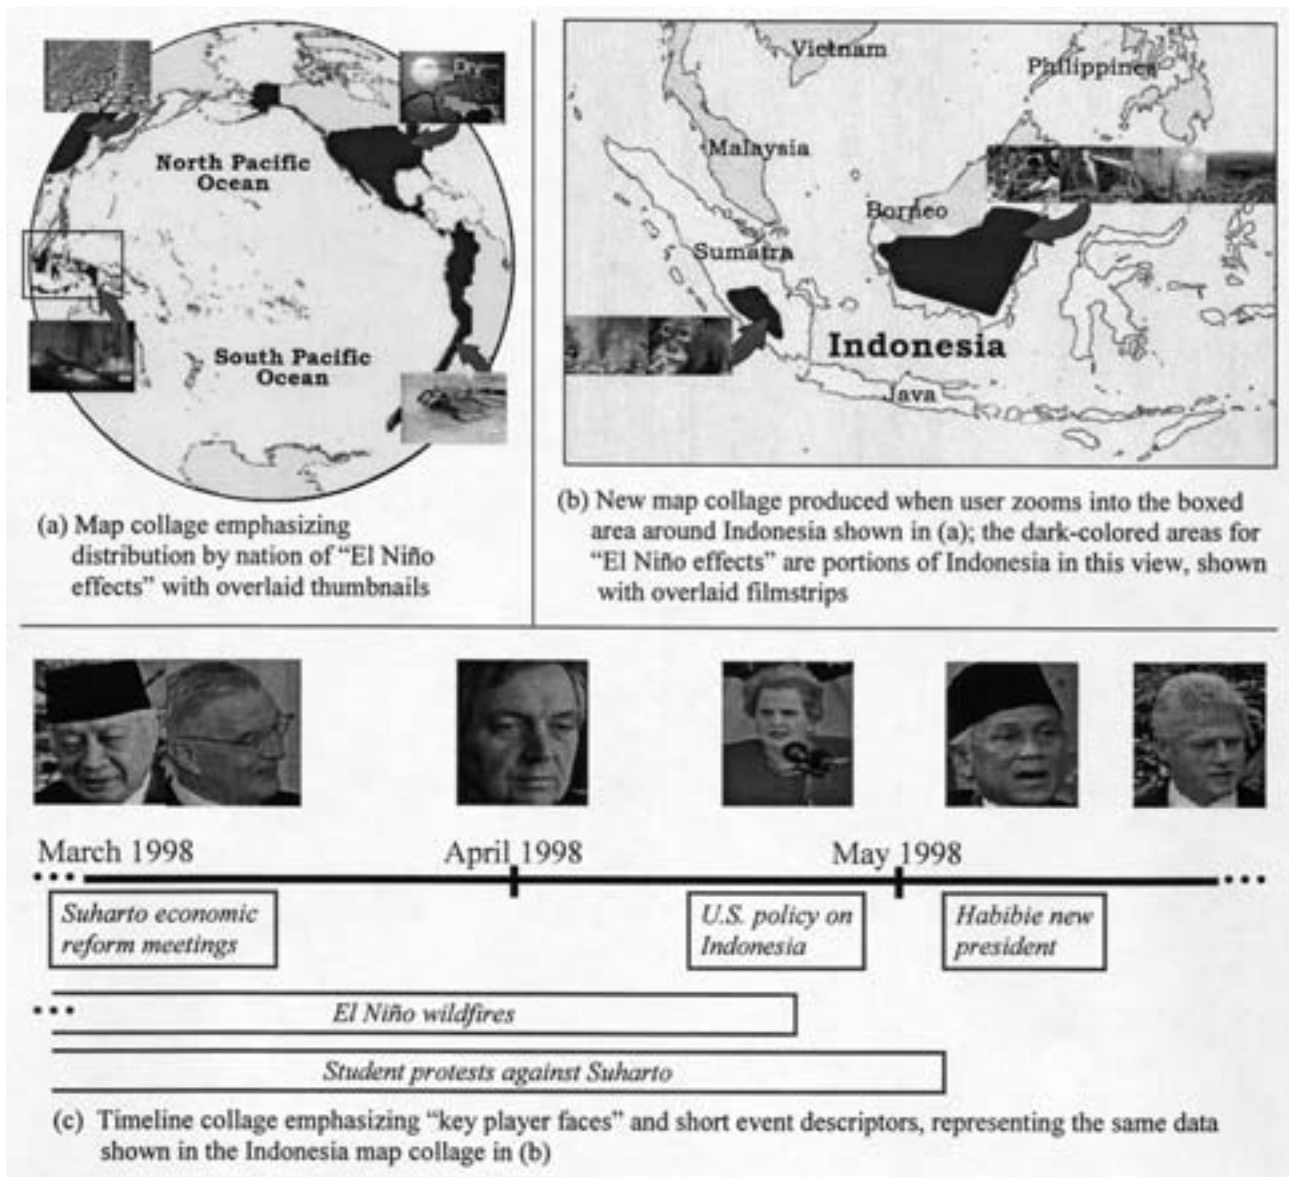 North Pacific
Ocean
South Pacific
Ocean
(a) Map collage emphasizing
distribution by nation of “El Niño
effects” with overlaid thumbnails
Vietnam
Philippines
Malaysia
Borneo
Sumatra
Indonesia
Java
(b) New map collage produced when user zooms into the boxed
area around Indonesia shown in (a); the dark-colored areas for
“El Niño effects” are portions of Indonesia in this view, shown
with overlaid filmstrips
March 1998
April 1998
May 1998
Suharto economic
reform meetings
U.S. policy on
Indonesia
Habibie new
president
El Niño wildfires
Student protests against Suharto
(c) Timeline collage emphasizing “key player faces” and short event descriptors, representing the same data
shown in the Indonesia map collage in (b)